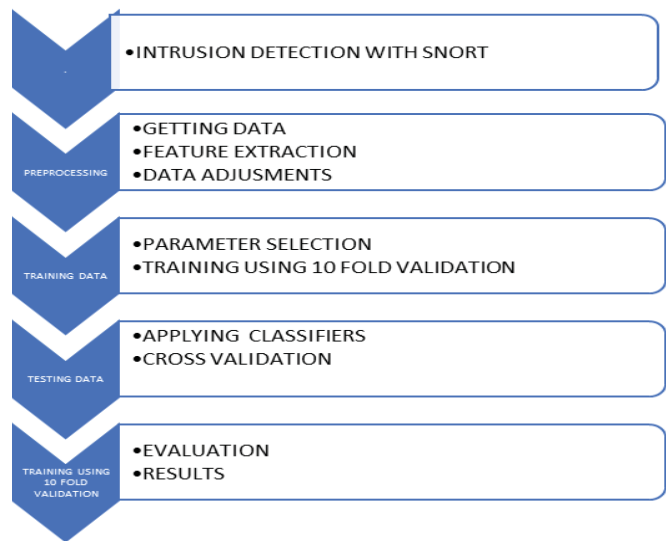 .
•INTRUSION DETECTION WITH SNORT
PREPROCESSING
•GETTING DATA
•FEATURE EXTRACTION
•DATA ADJUSMENTS
TRAINING DATA
•PARAMETER SELECTION
•TRAINING USING 10 FOLD VALIDATION
TESTING DATA
•APPLYING CLASSIFIERS
•CROSS VALIDATION
TRAINING USING
10 FOLD
VALIDATION
•EVALUATION
•RESULTS